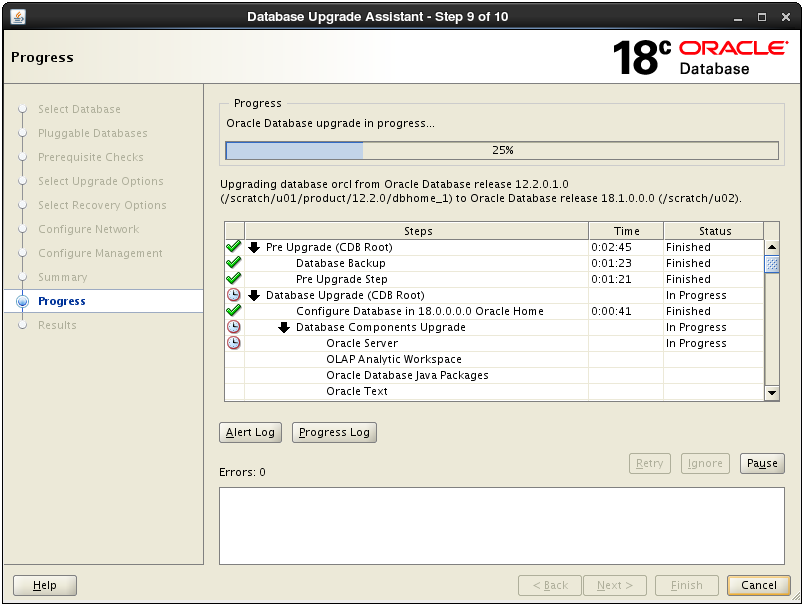 Database Upgrade Assistant - Step 9 of 10
Progress
18c ORACLE
Database
Select Database
Pluggable Databases
Prerequisite Checks
Select Upgrade Options
Select Recovery Options
Configure Network
Configure Management
Summary
Progress
Results
Progress
Oracle Database upgrade in progress...
25%
Upgrading database orcl from Oracle Database release 12.2.0.1.0
(/scratch/u01/product/12.2.0/dbhome_1) to Oracle Database release 18.1.0.0.0 (/scratch/u02).
Steps Time Status
Pre Upgrade (CDB Root) 0:02:45 Finished
Database Backup 0:01:23 Finished
Pre Upgrade Step 0:01:21 Finished
Database Upgrade (CDB Root) In Progress
Configure Database in 18.0.0.0.0 Oracle Home 0:00:41 Finished
Database Components Upgrade In Progress
Oracle Server In Progress
OLAP Analytic Workspace
Oracle Database Java Packages
Oracle Text
Alert Log Progress Log
Retry Ignore Pause
Errors: 0
Help < Back Next > Finish Cancel